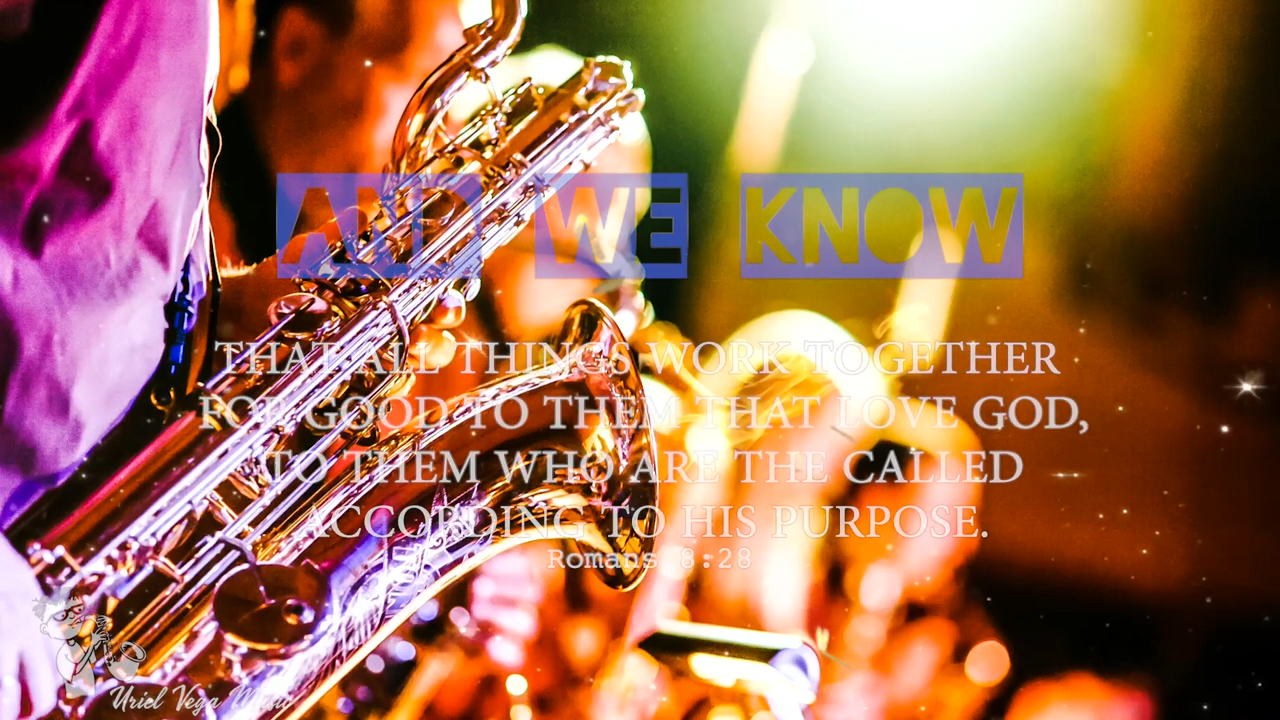 AND WE KNOW
THAT ALL THINGS WORK TOGETHER
FOR GOOD TO THEM THAT LOVE GOD,
TO THEM WHO ARE THE CALLED
ACCORDING TO HIS PURPOSE.
Romans 8:28
Uriel Vega Music